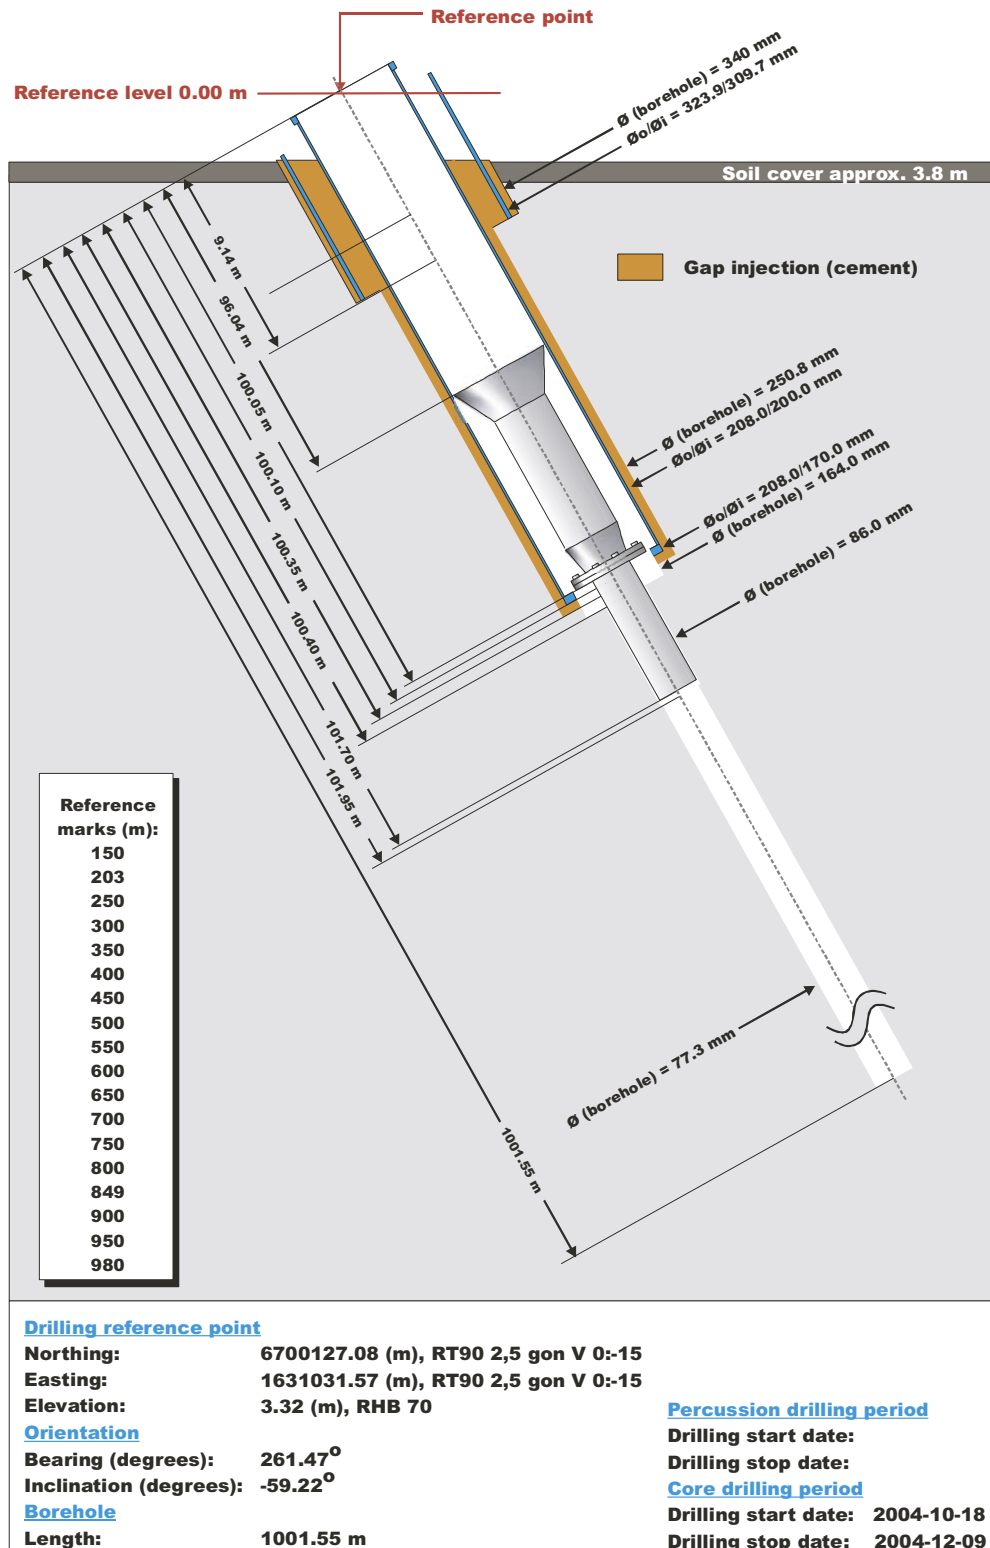 Reference point
Reference level 0.00 m
Ø (borehole) = 340 mm
Øo/Øi = 323.9/309.7 mm
Soil cover approx. 3.8 m
Gap injection (cement)
9.14 m
96.04 m
100.05 m
100.10 m
100.35 m
100.40 m
101.70 m
101.95 m
1001.55 m
Ø (borehole) = 250.8 mm
Øo/Øi = 208.0/200.0 mm
Øo/Øi = 208.0/170.0 mm
Ø (borehole) = 164.0 mm
Ø (borehole) = 86.0 mm
Ø (borehole) = 77.3 mm
Reference
marks (m):
150
203
250
300
350
400
450
500
550
600
650
700
750
800
849
900
950
980
Drilling reference point
Northing: 6700127.08 (m), RT90 2,5 gon V 0:-15
Easting: 1631031.57 (m), RT90 2,5 gon V 0:-15
Elevation: 3.32 (m), RHB 70
Orientation
Bearing (degrees): 261.47°
Inclination (degrees): -59.22°
Borehole
Length: 1001.55 m
Percussion drilling period
Drilling start date:
Drilling stop date:
Core drilling period
Drilling start date: 2004-10-18
Drilling stop date: 2004-12-09